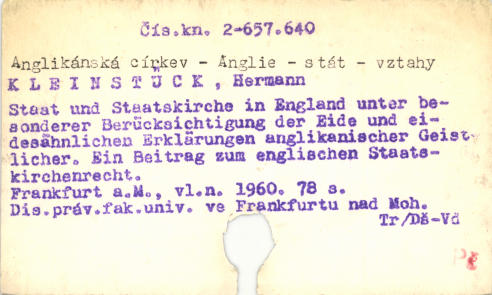 Čís.kn. 2-657.640
Anglikánská církev - Anglie - stát - vztahy
KLEINSTÜCK, Hermann
Staat und Staatskirche in England unter be-
sonderer Berücksichtigung der Eide und ei-
desähnlichen Erklärungen anglikanischer Geist-
licher. Ein Beitrag zum englischen Staats-
kirchenrecht.
Frankfurt a.M., vl.n. 1960. 78 s.
Dis.práv.fak.univ. ve Frankfurtu nad Moh.
Tr/Dě-Vd